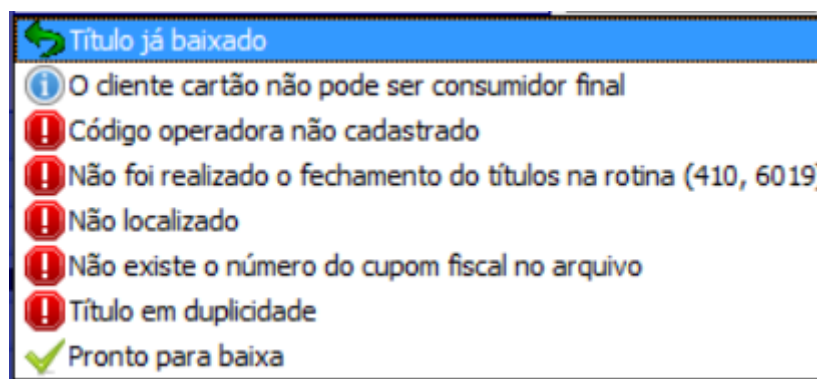 Título já baixado
O cliente cartão não pode ser consumidor final
Código operadora não cadastrado
Não foi realizado o fechamento do títulos na rotina (410, 6019)
Não localizado
Não existe o número do cupom fiscal no arquivo
Título em duplicidade
Pronto para baixa